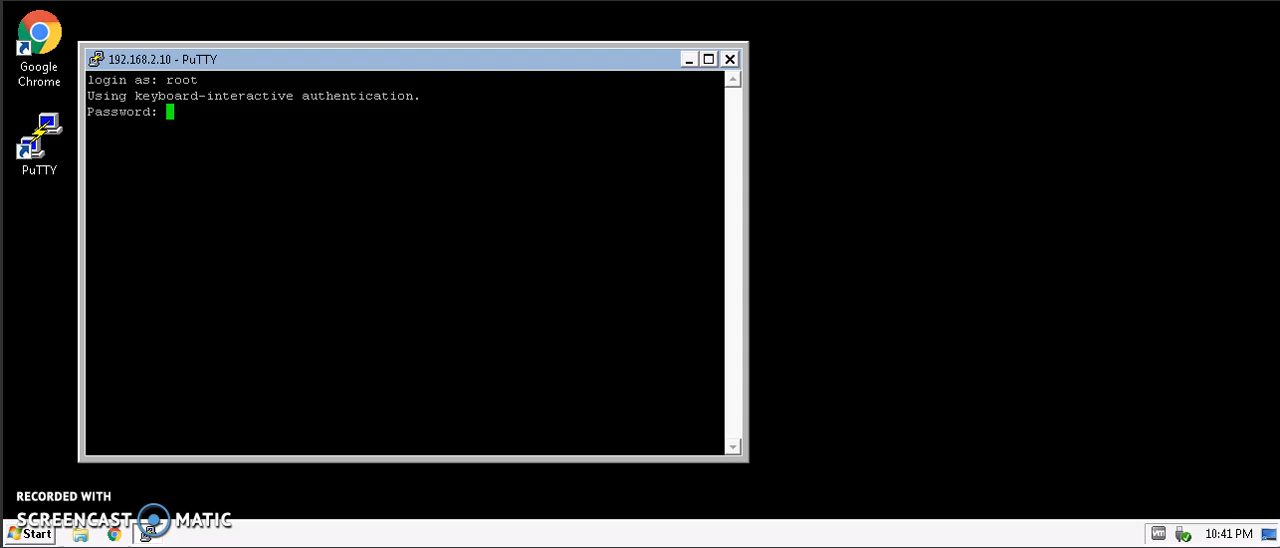 Google
Chrome
PuTTY
192.168.2.10 - PuTTY
login as: root
Using keyboard-interactive authentication.
Password:
RECORDED WITH
SCREENCAST MATIC
Start
vm
10:41 PM